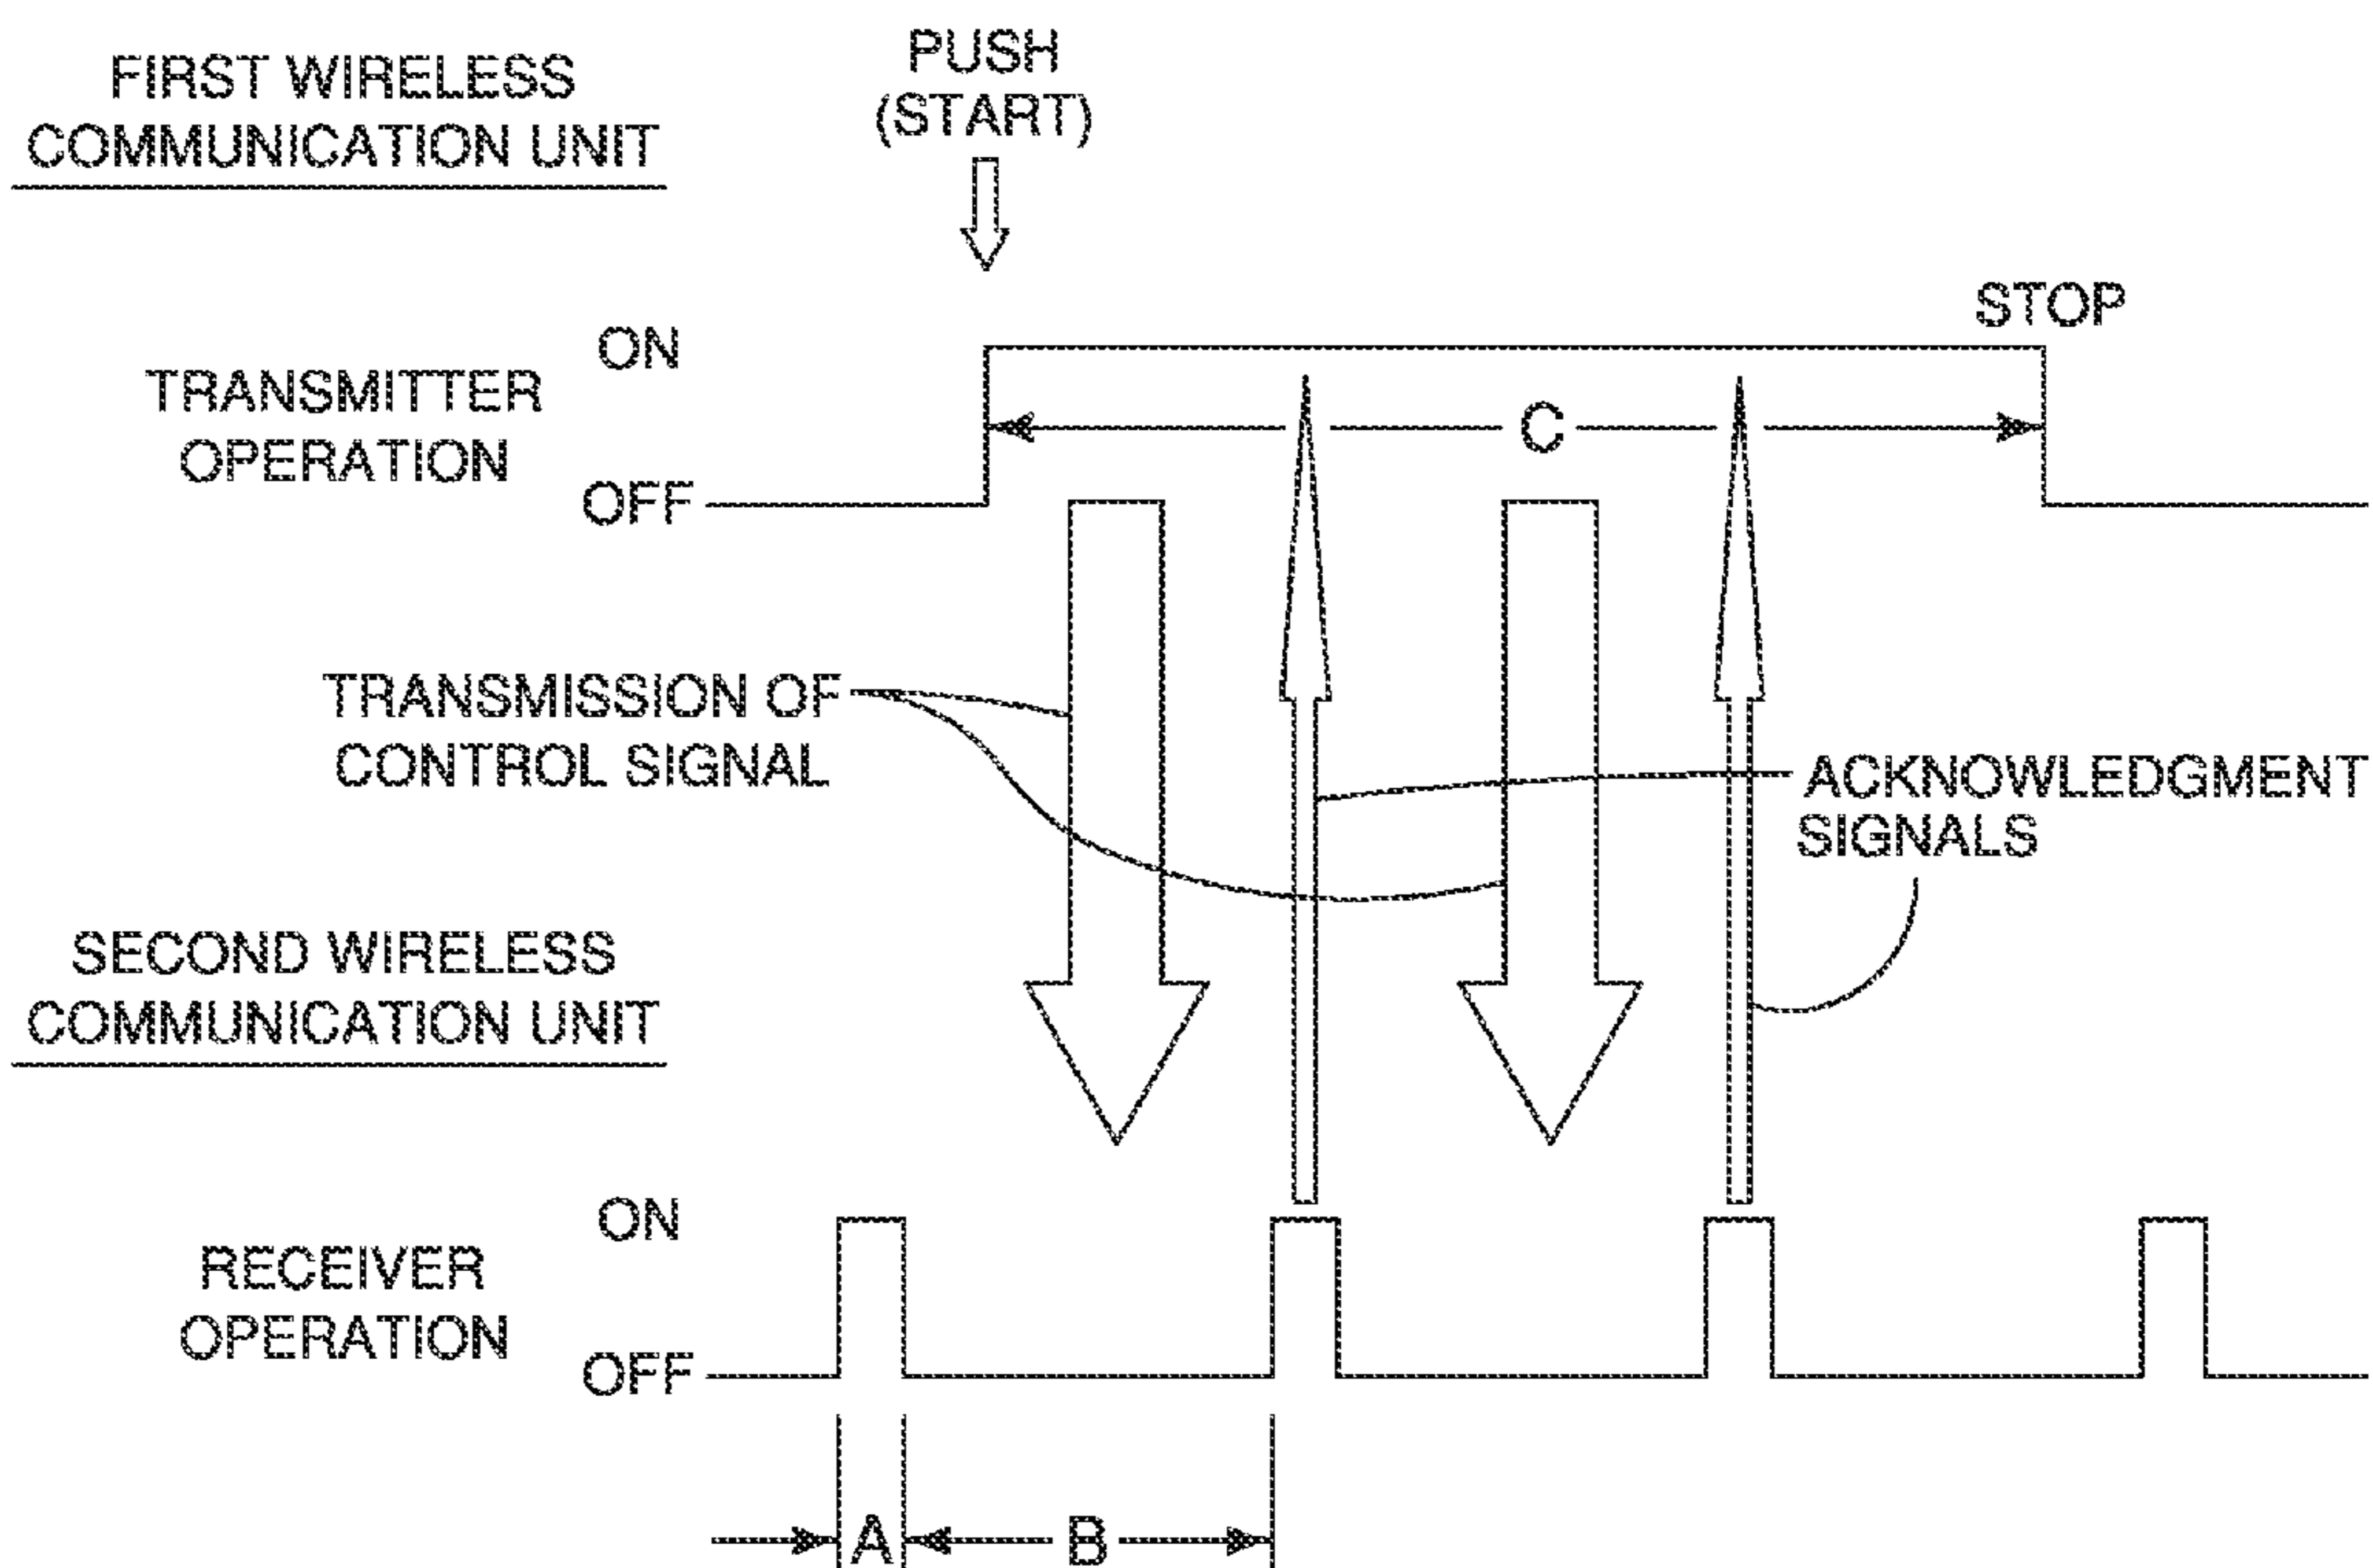 FIRST WIRELESS
COMMUNICATION UNIT
PUSH
(START)
STOP
ON
TRANSMITTER
OPERATION
C
OFF
TRANSMISSION OF
CONTROL SIGNAL
ACKNOWLEDGMENT
SIGNALS
SECOND WIRELESS
COMMUNICATION UNIT
ON
RECEIVER
OPERATION
OFF
A
B